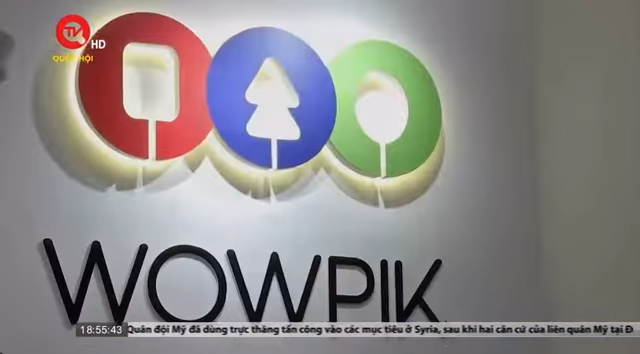 TV
HD
QUỐC HỘI
WOWPIK
18:55:43 Quân đội Mỹ đã dùng trực thăng tấn công vào các mục tiêu ở Syria, sau khi hai căn cứ của liên quân Mỹ tại Đ